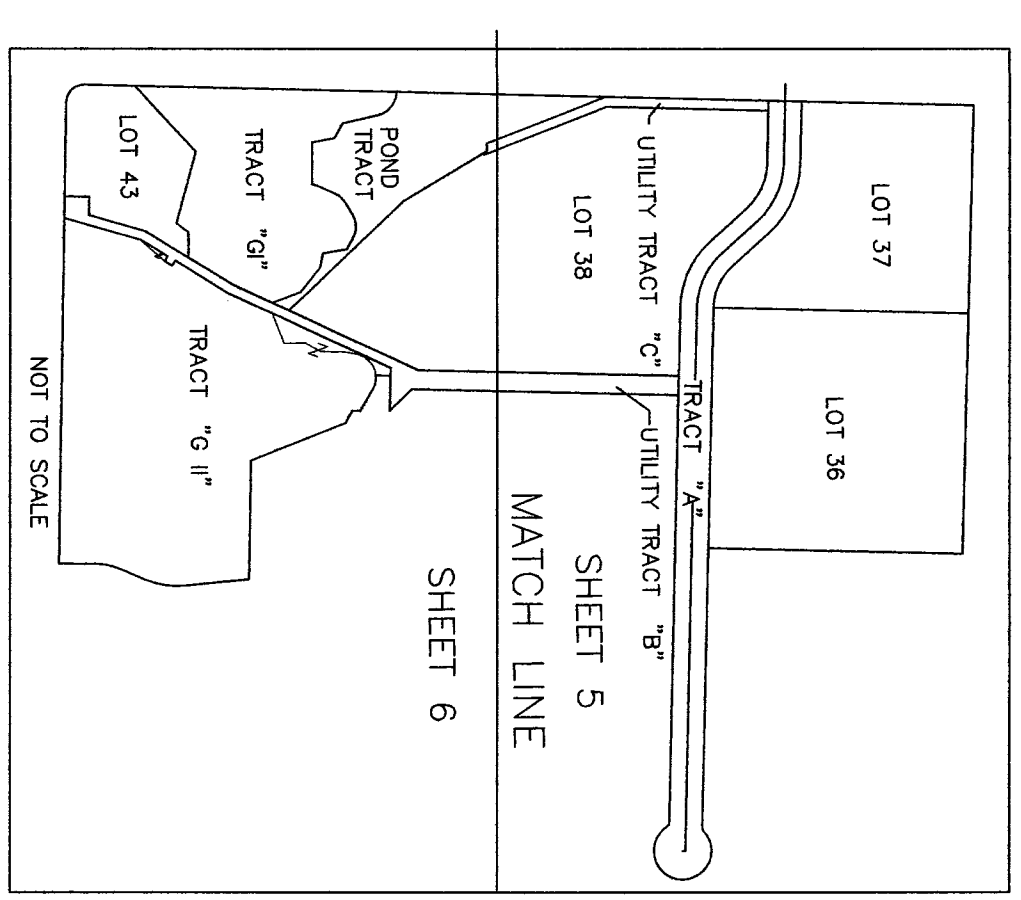 LOT 37
LOT 36
TRACT "A"
UTILITY TRACT "C"
UTILITY TRACT "B"
LOT 38
SHEET 5
MATCH LINE
SHEET 6
POND
TRACT
TRACT "GI"
TRACT "G II"
LOT 43
NOT TO SCALE